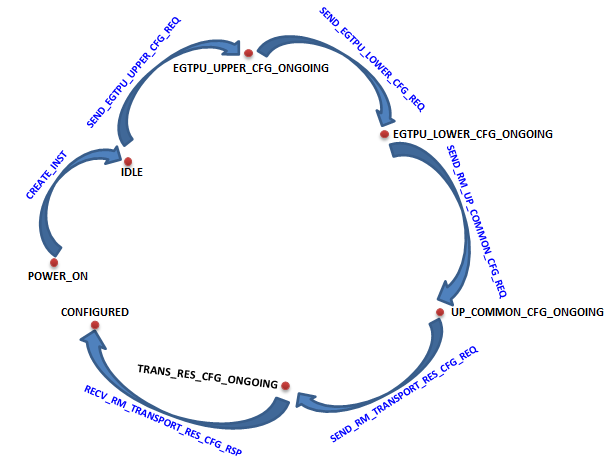 SEND_EGTPU_UPPER_CFG_REQ
SEND_EGTPU_LOWER_CFG_REQ
EGTPU_UPPER_CFG_ONGOING
EGTPU_LOWER_CFG_ONGOING
CREATE_INST
IDLE
SEND_RM_UP_COMMON_CFG_REQ
POWER_ON
CONFIGURED
UP_COMMON_CFG_ONGOING
TRANS_RES_CFG_ONGOING
SEND_RM_TRANSPORT_RES_CFG_REQ
RECV_RM_TRANSPORT_RES_CFG_RSP